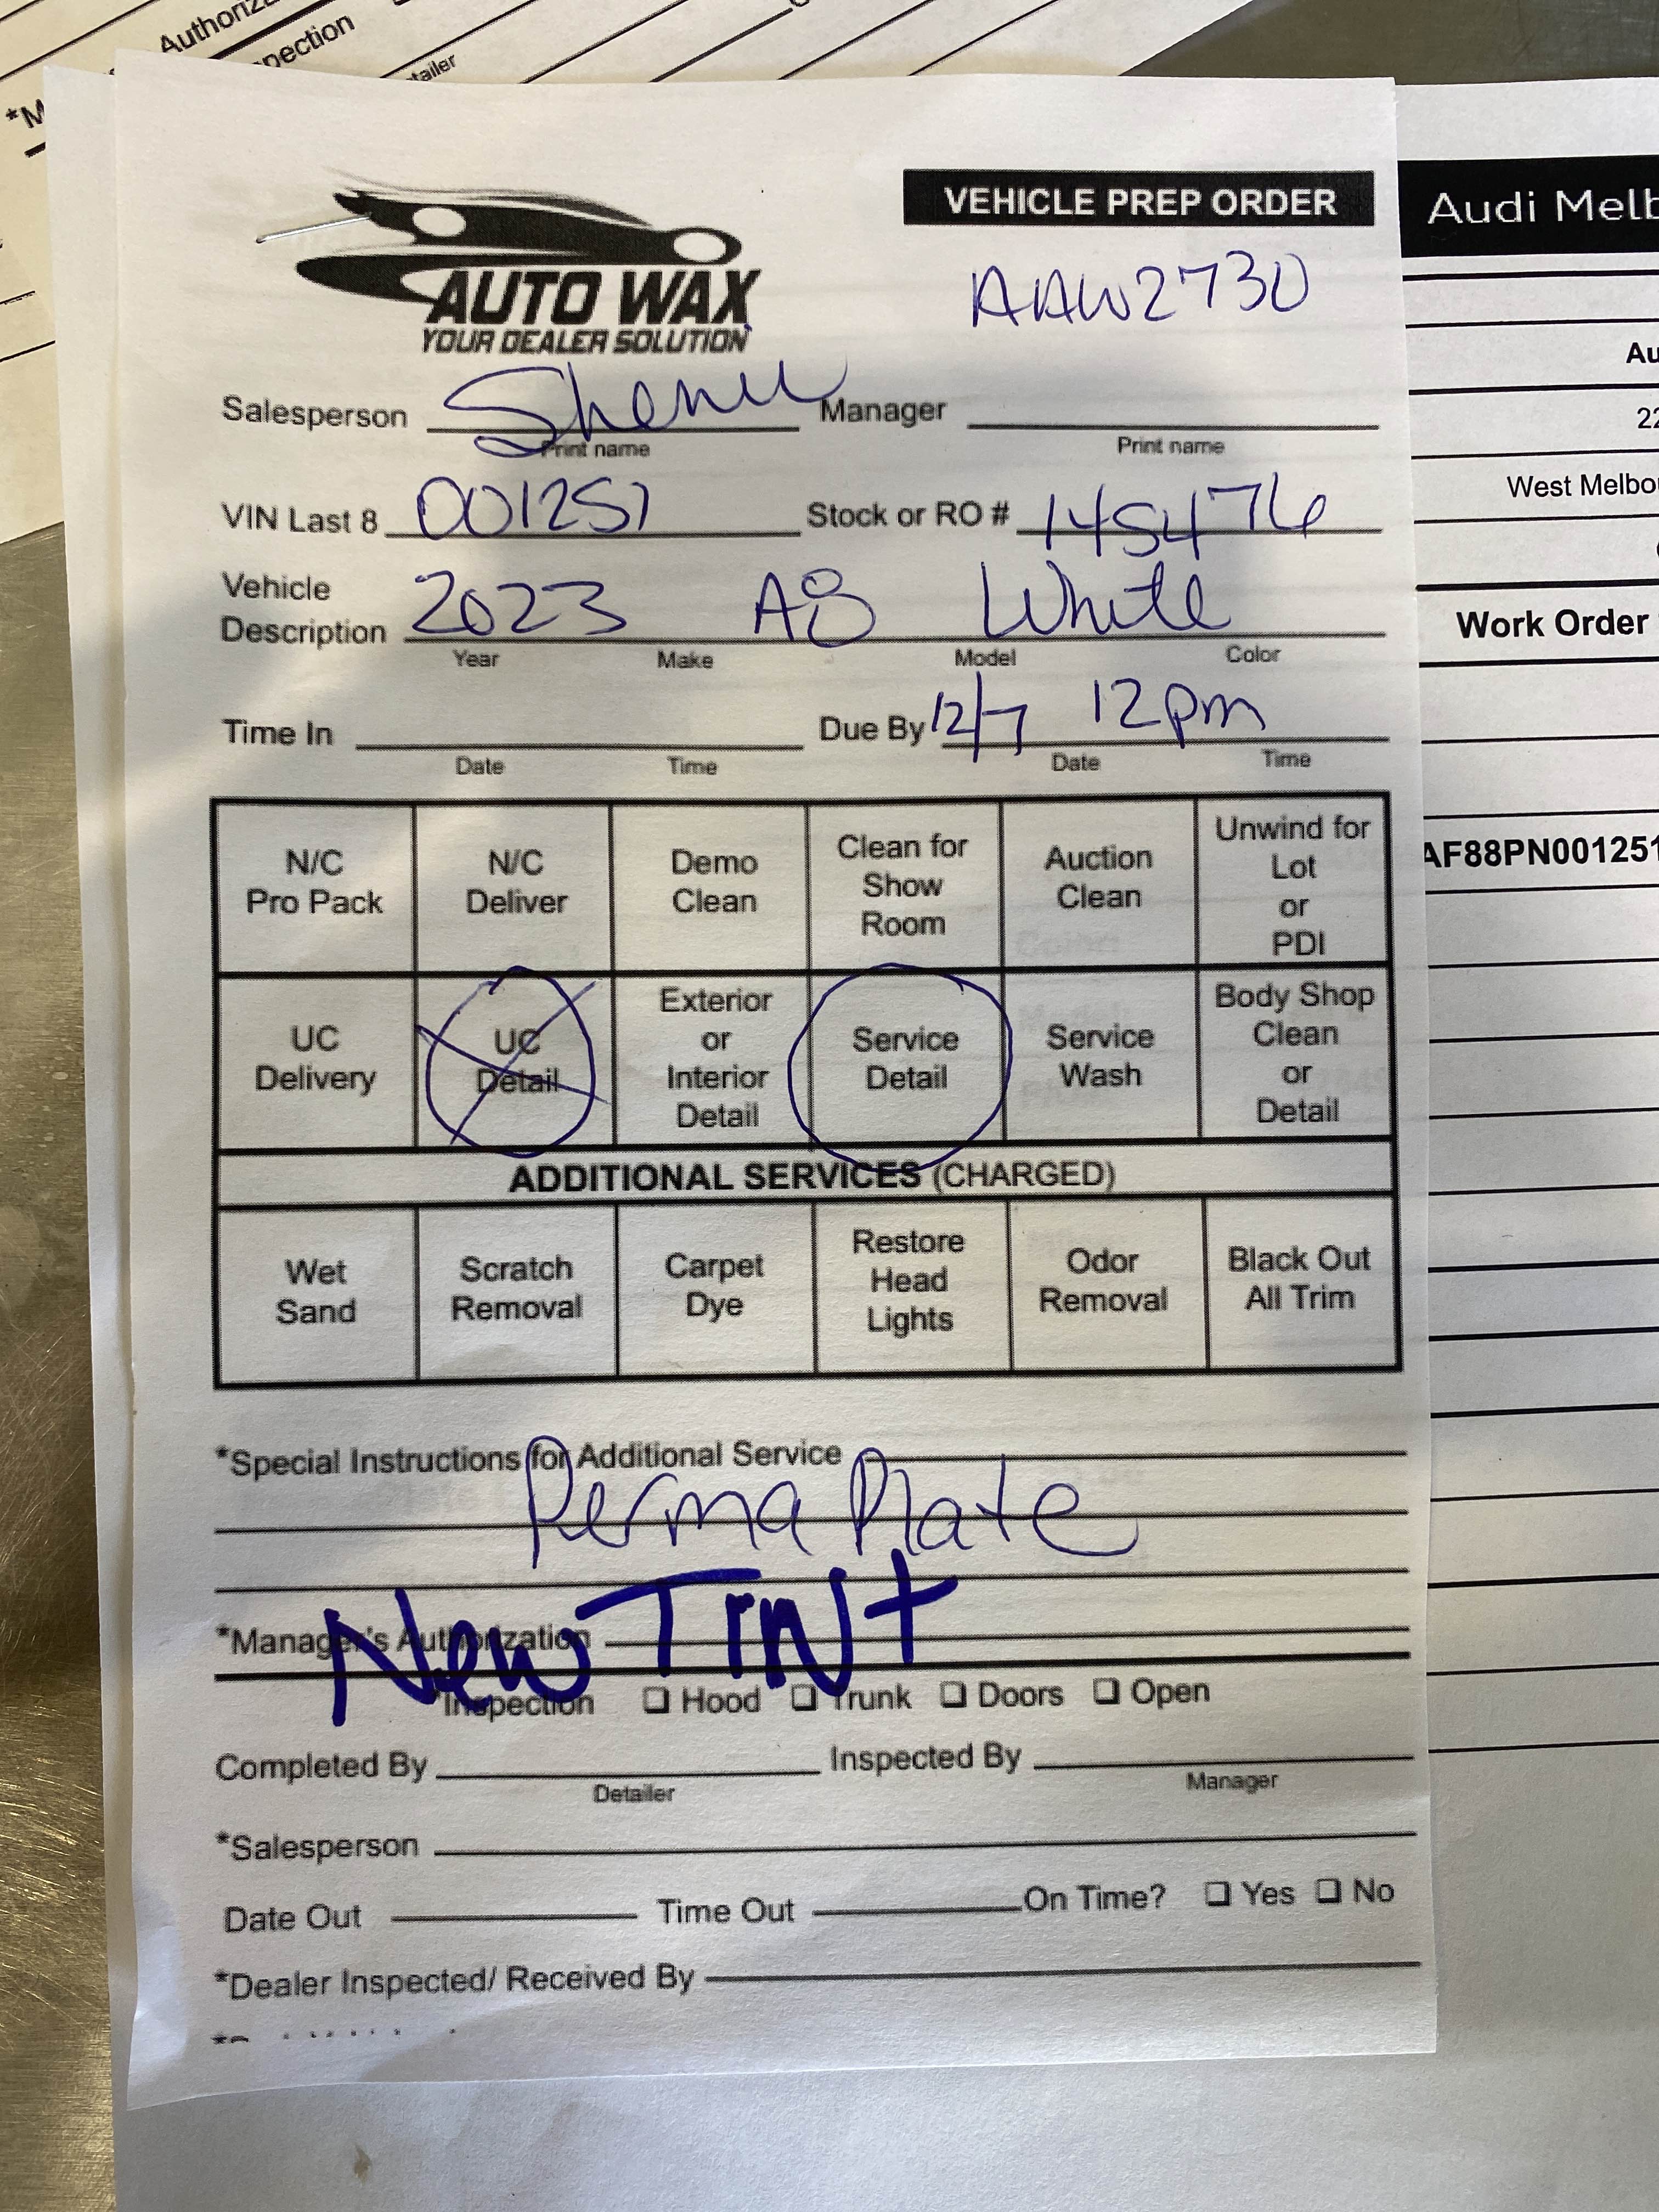 Authoriza
pection
tailer
*M
VEHICLE PREP ORDER
Audi Melb
AAW2730
AUTO WAX
YOUR DEALER SOLUTION
Au
22
West Melbo
Work Order
AF88PN001251
Salesperson Manager
Print name Print name
VIN Last 8 001251 Stock or RO # 145476
Vehicle
Description 2023 A8 White
Year Make Model Color
Time In Due By 12/7 12pm
Date Time Date Time
N/C Pro Pack N/C Deliver Demo Clean Clean for Show Room Auction Clean Unwind for Lot or PDI
UC Delivery UC Detail Exterior or Interior Detail Service Detail Service Wash Body Shop Clean or Detail
ADDITIONAL SERVICES (CHARGED)
Wet Sand Scratch Removal Carpet Dye Restore Head Lights Odor Removal Black Out All Trim
*Special Instructions for Additional Service
Perma Plate
New Tint
*Manager's Authorization
Inspection ❑ Hood ❑ Trunk ❑ Doors ❑ Open
Completed By Inspected By
Detailer Manager
*Salesperson
Date Out Time Out On Time? ❑ Yes ❑ No
*Dealer Inspected/ Received By